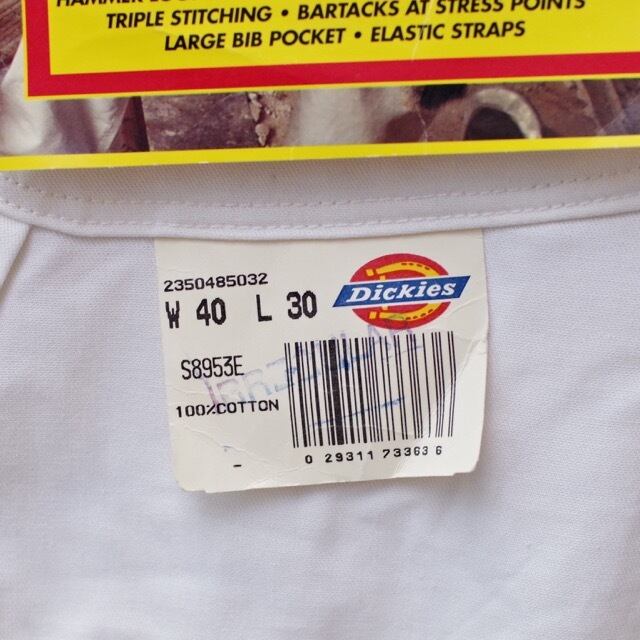 TRIPLE STITCHING • BARTACKS AT STRESS POINTS
LARGE BIB POCKET • ELASTIC STRAPS
2350485032
W 40 L 30
Dickies
S8953E
IRREGULAR
100%COTTON
0 29311 73363 6